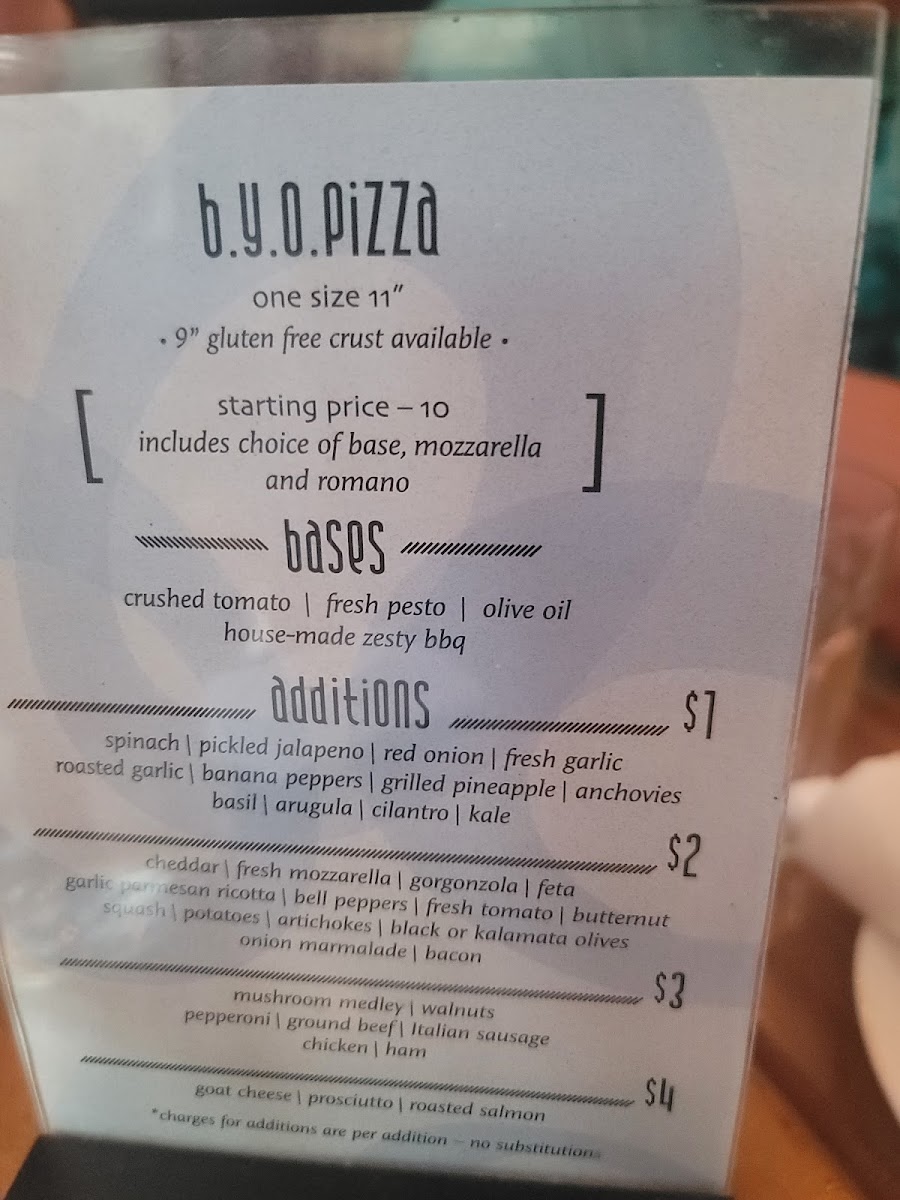 b.y.o.pizza
one size 11"
• 9" gluten free crust available •
[ starting price – 10
includes choice of base, mozzarella
and romano ]
bases
crushed tomato | fresh pesto | olive oil
house-made zesty bbq
additions $1
spinach | pickled jalapeno | red onion | fresh garlic
roasted garlic | banana peppers | grilled pineapple | anchovies
basil | arugula | cilantro | kale
$2
cheddar | fresh mozzarella | gorgonzola | feta
garlic parmesan ricotta | bell peppers | fresh tomato | butternut
squash | potatoes | artichokes | black or kalamata olives
onion marmalade | bacon
$3
mushroom medley | walnuts
pepperoni | ground beef | Italian sausage
chicken | ham
$4
goat cheese | prosciutto | roasted salmon
*charges for additions are per addition – no substitutions